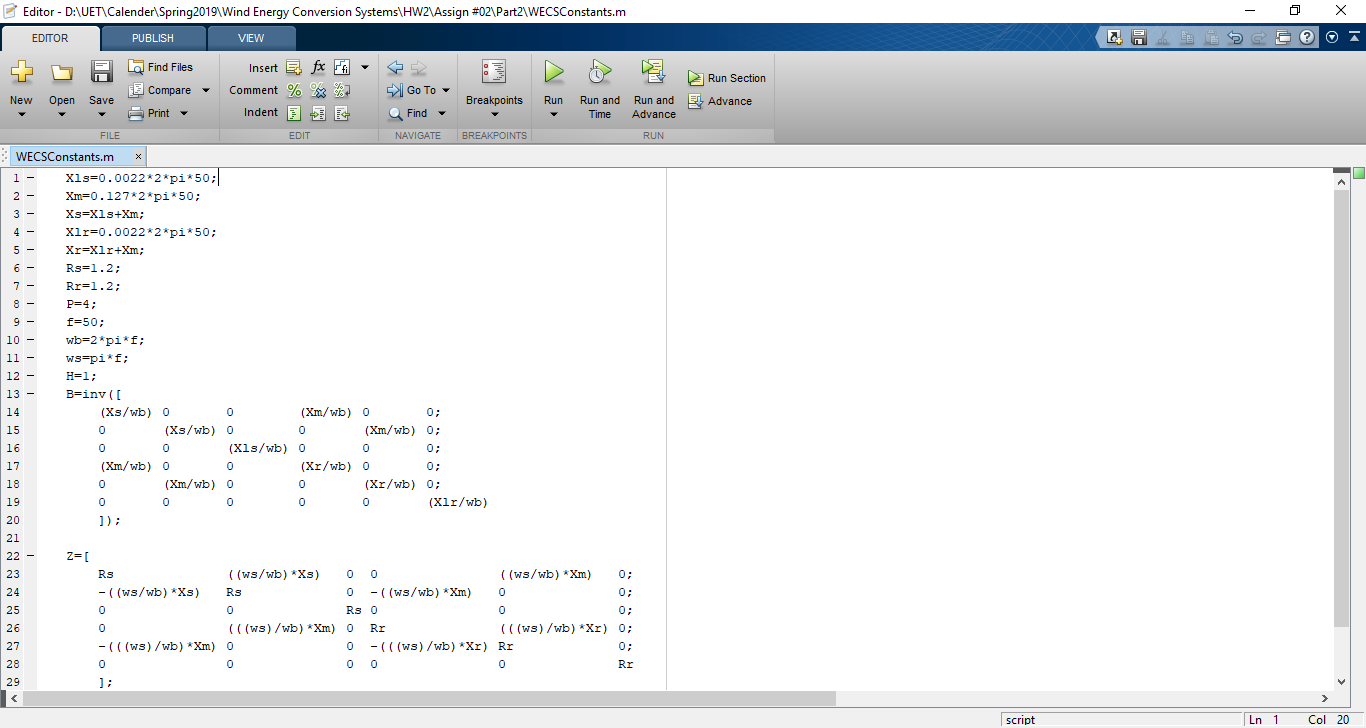 Editor - D:\UET\Calender\Spring2019\Wind Energy Conversion Systems\HW2\Assign #02\Part2\WECSConstants.m
EDITOR PUBLISH VIEW
New Open Save Find Files Compare Print
FILE
Insert fx
Comment % %
Indent
EDIT
Go To
Find
NAVIGATE
Breakpoints
BREAKPOINTS
Run Run and Time Run and Advance Run Section Advance
RUN
WECSConstants.m ×
1 – Xls=0.0022*2*pi*50;
2 – Xm=0.127*2*pi*50;
3 – Xs=Xls+Xm;
4 – Xlr=0.0022*2*pi*50;
5 – Xr=Xlr+Xm;
6 – Rs=1.2;
7 – Rr=1.2;
8 – P=4;
9 – f=50;
10 – wb=2*pi*f;
11 – ws=pi*f;
12 – H=1;
13 – B=inv([
14 (Xs/wb) 0 0 (Xm/wb) 0 0;
15 0 (Xs/wb) 0 0 (Xm/wb) 0;
16 0 0 (Xls/wb) 0 0 0;
17 (Xm/wb) 0 0 (Xr/wb) 0 0;
18 0 (Xm/wb) 0 0 (Xr/wb) 0;
19 0 0 0 0 0 (Xlr/wb)
20 ]);
21
22 – Z=[
23 Rs ((ws/wb)*Xs) 0 0 ((ws/wb)*Xm) 0;
24 -((ws/wb)*Xs) Rs 0 -((ws/wb)*Xm) 0 0;
25 0 0 Rs 0 0 0;
26 0 (((ws)/wb)*Xm) 0 Rr (((ws)/wb)*Xr) 0;
27 -(((ws)/wb)*Xm) 0 0 -(((ws)/wb)*Xr) Rr 0;
28 0 0 0 0 0 Rr
29 ];
script Ln 1 Col 20